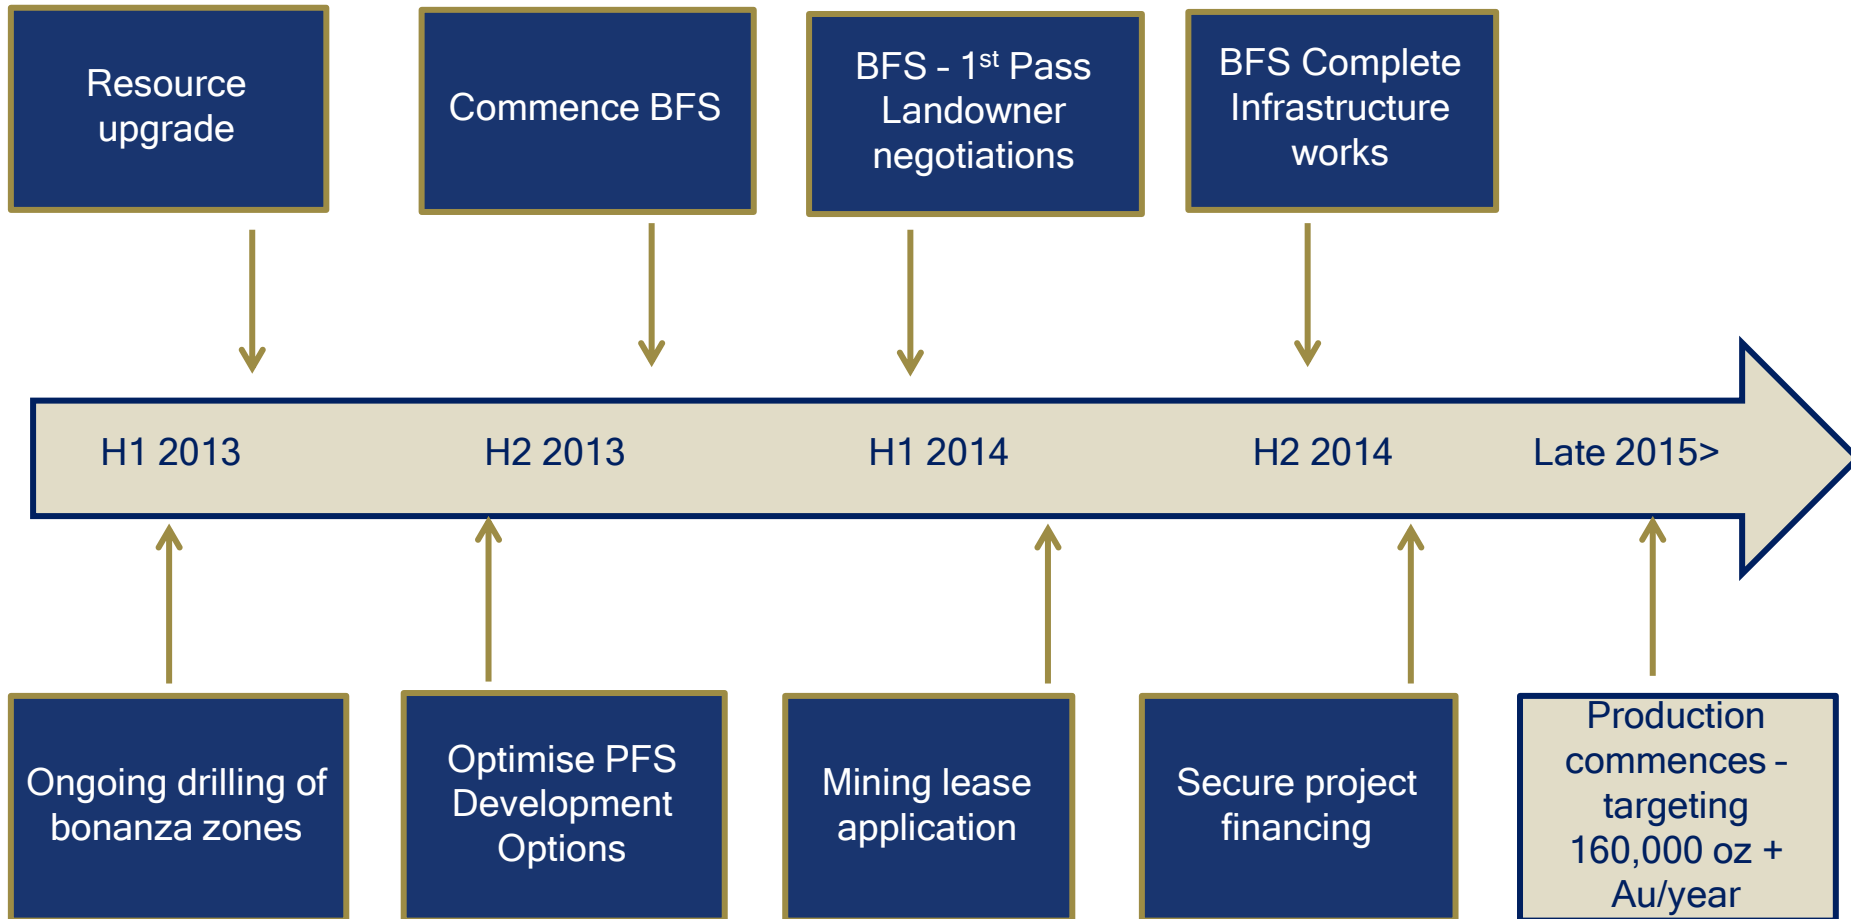 Resource
upgrade
Commence BFS
BFS - 1st Pass
Landowner
negotiations
BFS Complete
Infrastructure
works
H1 2013
H2 2013
H1 2014
H2 2014
Late 2015>
Ongoing drilling of
bonanza zones
Optimise PFS
Development
Options
Mining lease
application
Secure project
financing
Production
commences -
targeting
160,000 oz +
Au/year